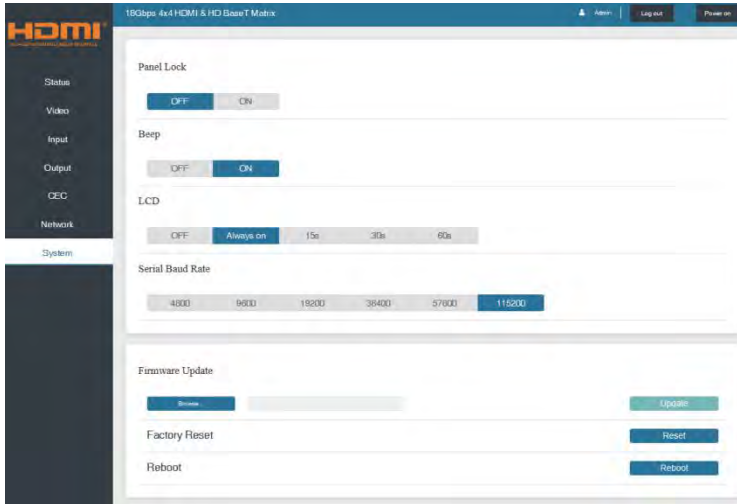 18Gbps 4x4 HDMI & HD BaseT Matrix
Admin
Log out
Power on
HDMI
Status
Video
Input
Output
CEC
Network
System
Panel Lock
OFF ON
Beep
OFF ON
LCD
OFF Always on 15s 30s 60s
Serial Baud Rate
4800 9600 19200 38400 57600 115200
Firmware Update
Browse... Update
Factory Reset Reset
Reboot Reboot